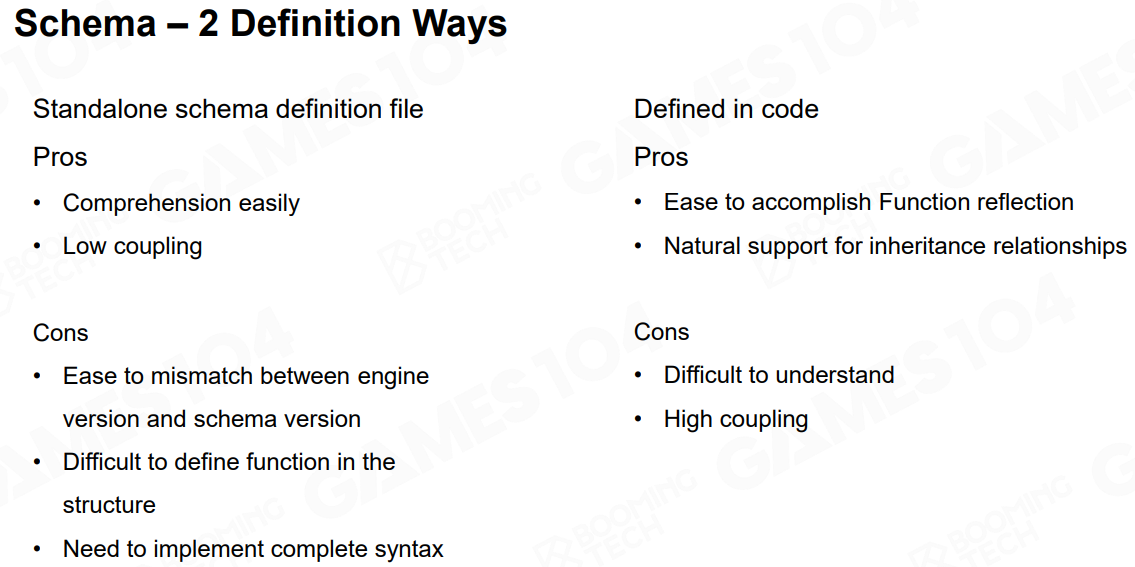 Schema – 2 Definition Ways
Standalone schema definition file
Pros
• Comprehension easily
• Low coupling
Cons
• Ease to mismatch between engine
version and schema version
• Difficult to define function in the
structure
• Need to implement complete syntax
Defined in code
Pros
• Ease to accomplish Function reflection
• Natural support for inheritance relationships
Cons
• Difficult to understand
• High coupling
GAMES104
BOOMING
TECH